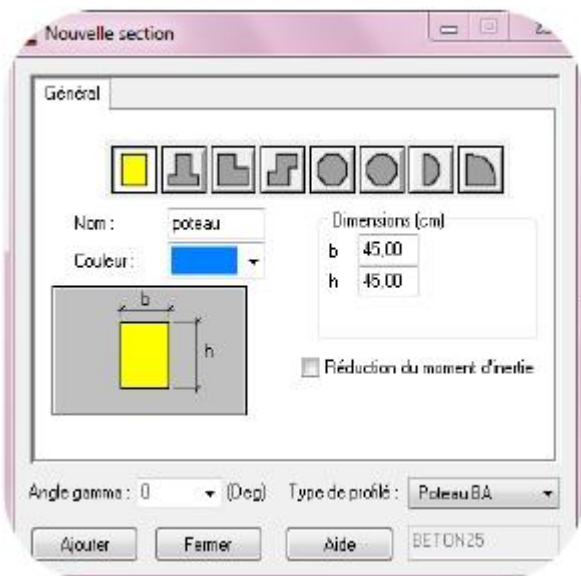 Nouvelle section
Général
Nom : poteau
Couleur :
Dimensions (cm)
b 45,00
h 45,00
b
h
Réduction du moment d'inertie
Angle gamma : 0 (Deg) Type de profilé : Poteau BA
Ajouter Fermer Aide BETON25